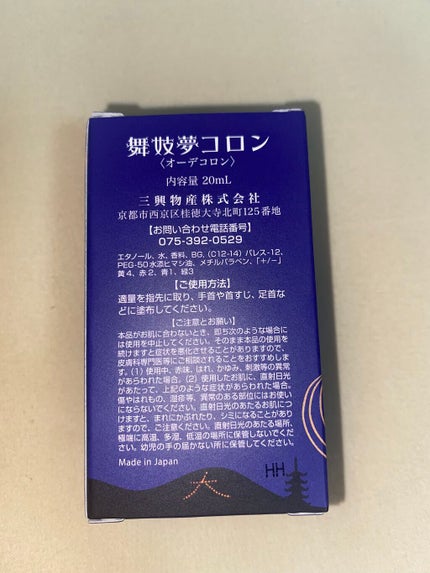 舞妓夢コロン
〈オーデコロン〉
内容量 20mL
三興物産株式会社
京都市西京区桂徳大寺北町125番地
【お問い合わせ電話番号】
075-392-0529
エタノール、水、香料、BG、(C12-14) パレス-12、
PEG-50水添ヒマシ油、メチルパラベン、「+/−」
黄4、赤2、青1、緑3
【ご使用方法】
適量を指先に取り、手首や首すじ、足首な
どに塗布してください。
【ご注意とお願い】
本品がお肌に合わないとき、即ち次のような場合に
は使用を中止してください。そのまま本品の使用を
続けますと症状を悪化させることがありますので、
皮膚科専門医等にご相談されることをおすすめしま
す。(1) 使用中、赤味、はれ、かゆみ、刺激等の異常
があらわれた場合。(2) 使用したお肌に、直射日光
があたって、上記のような症状があらわれた場合。
傷やはれもの、湿疹等、異常のある部位にはお使い
にならないでください。直射日光のあたるお肌につ
けますと、まれにかぶれたり、シミになることがあり
ますので、ご注意ください。直射日光のあたる場所、
極端に高温、多湿、低温の場所に保管しないでくだ
さい。幼児の手の届かない所に保管してください。
Made in Japan
HH
大